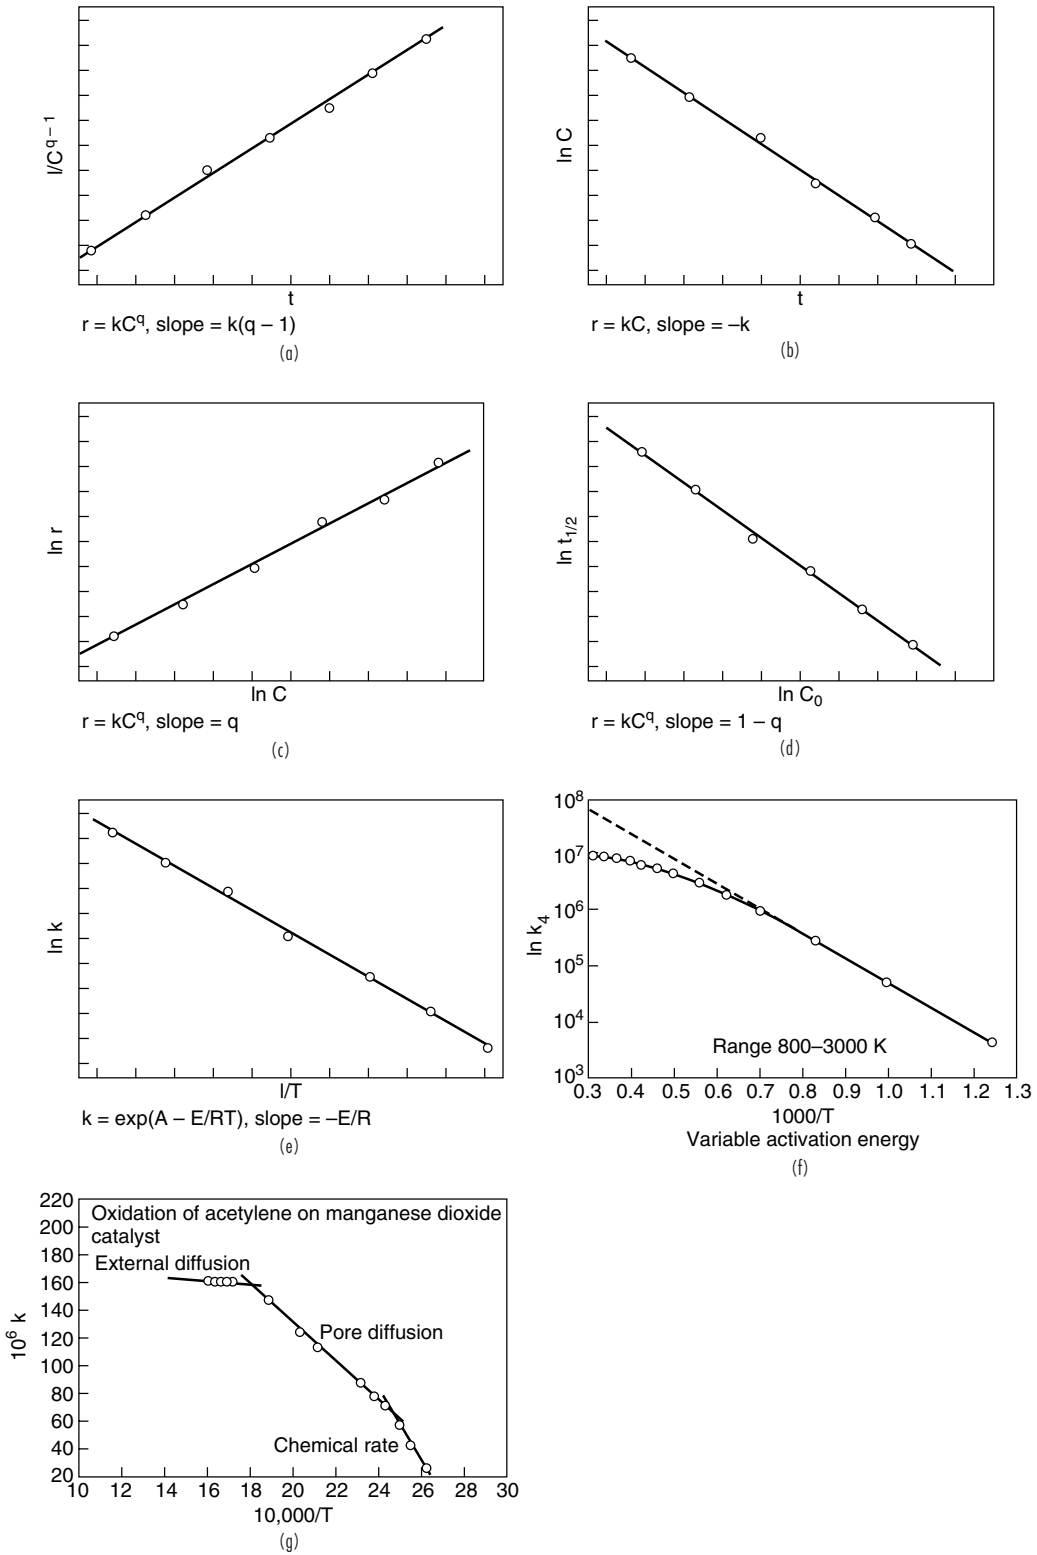 l/C^q – 1
t
r = kC^q, slope = k(q – 1)
(a)
ln C
t
r = kC, slope = –k
(b)
ln r
ln C
r = kC^q, slope = q
(c)
ln t_1/2
ln C_0
r = kC^q, slope = 1 – q
(d)
ln k
l/T
k = exp(A – E/RT), slope = –E/R
(e)
10^8
10^7
10^6
10^5
10^4
10^3
ln k_4
Range 800–3000 K
0.3 0.4 0.5 0.6 0.7 0.8 0.9 1.0 1.1 1.2 1.3
1000/T
Variable activation energy
(f)
220
200
180
160
140
120
100
80
60
40
20
10^6 k
Oxidation of acetylene on manganese dioxide
catalyst
External diffusion
Pore diffusion
Chemical rate
10 12 14 16 18 20 22 24 26 28 30
10,000/T
(g)